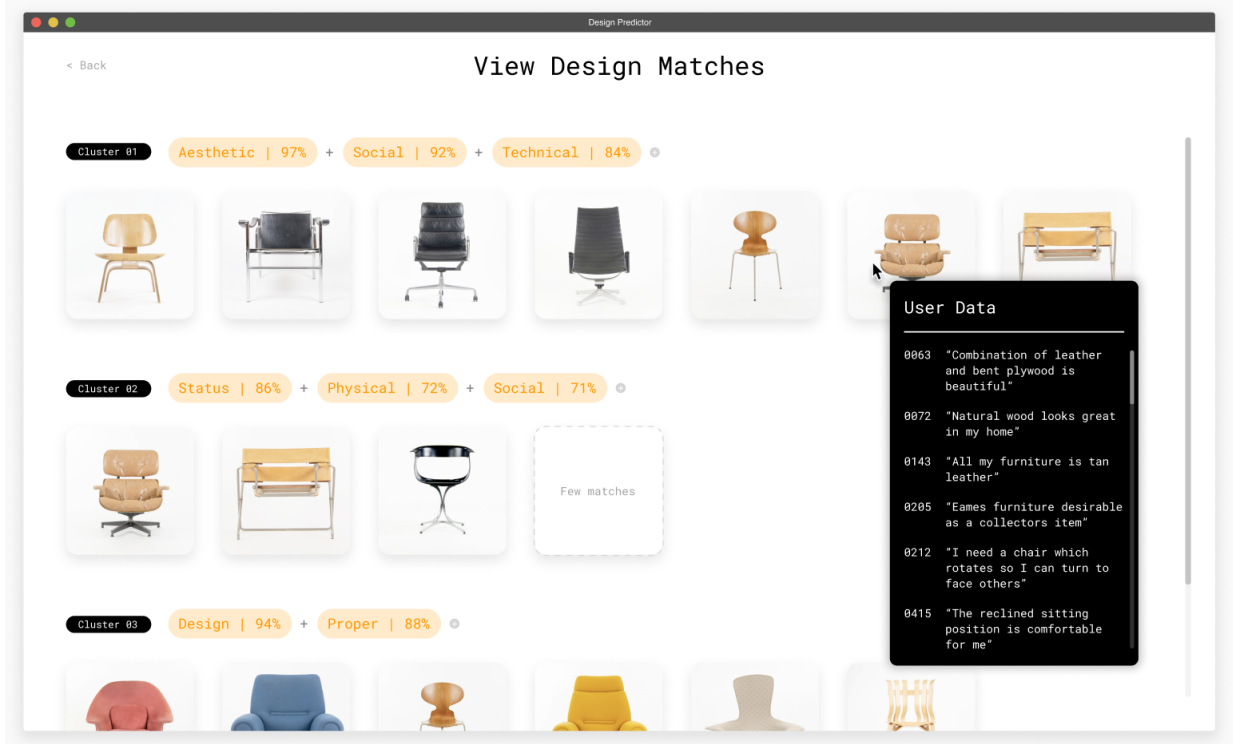 Design Predictor
< Back
View Design Matches
Cluster 01
Aesthetic | 97% + Social | 92% + Technical | 84%
Cluster 02
Status | 86% + Physical | 72% + Social | 71%
Few matches
Cluster 03
Design | 94% + Proper | 88%
User Data
0063 “Combination of leather
and bent plywood is
beautiful”
0072 “Natural wood looks great
in my home”
0143 “All my furniture is tan
leather”
0205 “Eames furniture desirable
as a collectors item”
0212 “I need a chair which
rotates so I can turn to
face others”
0415 “The reclined sitting
position is comfortable
for me”